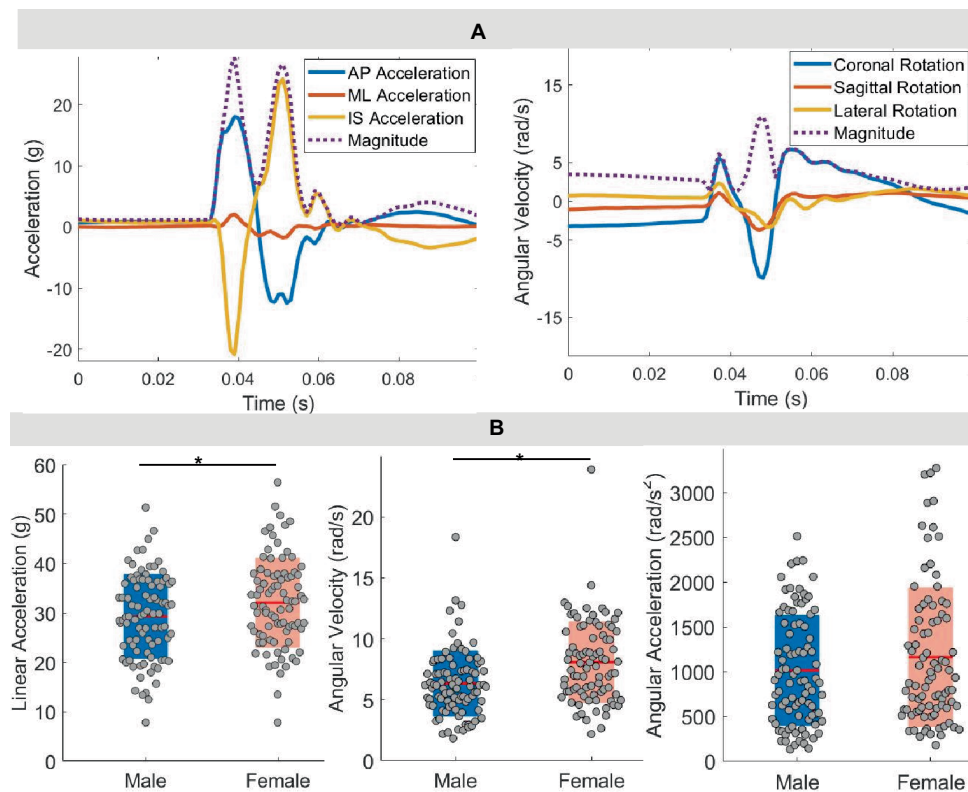 A
AP Acceleration
ML Acceleration
IS Acceleration
Magnitude
Acceleration (g)
20
10
0
-10
-20
0
0.02
0.04
0.06
0.08
Time (s)
Coronal Rotation
Sagittal Rotation
Lateral Rotation
Magnitude
Angular Velocity (rad/s)
15
5
0
-5
-15
0
0.02
0.04
0.06
0.08
Time (s)
B
*
Linear Acceleration (g)
60
50
40
30
20
10
0
Male
Female
*
Angular Velocity (rad/s)
20
15
10
5
0
Male
Female
Angular Acceleration (rad/s²)
3000
2500
2000
1500
1000
500
0
Male
Female